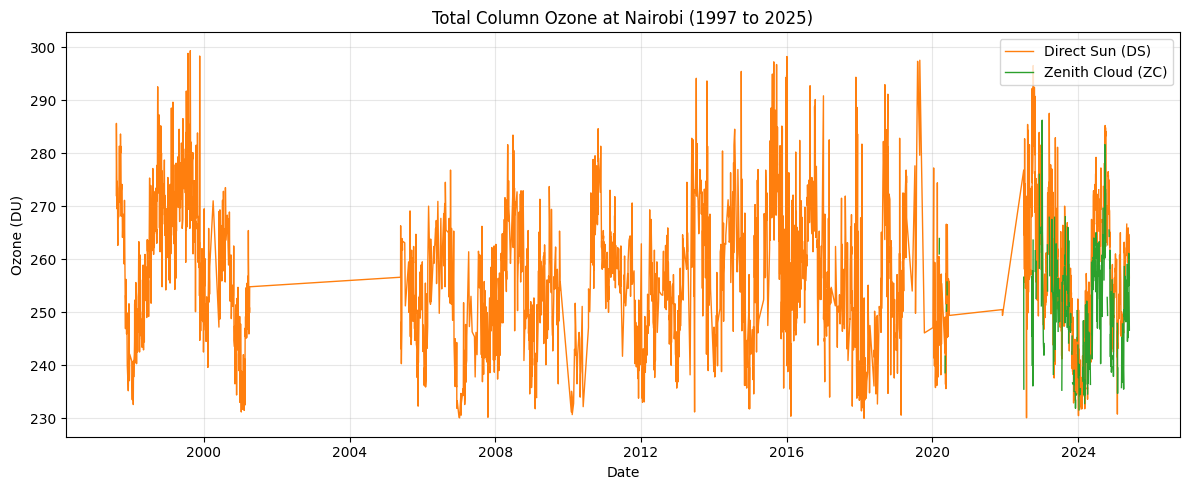 Total Column Ozone at Nairobi (1997 to 2025)
Direct Sun (DS)
Zenith Cloud (ZC)
Ozone (DU)
300
290
280
270
260
250
240
230
2000 2004 2008 2012 2016 2020 2024
Date